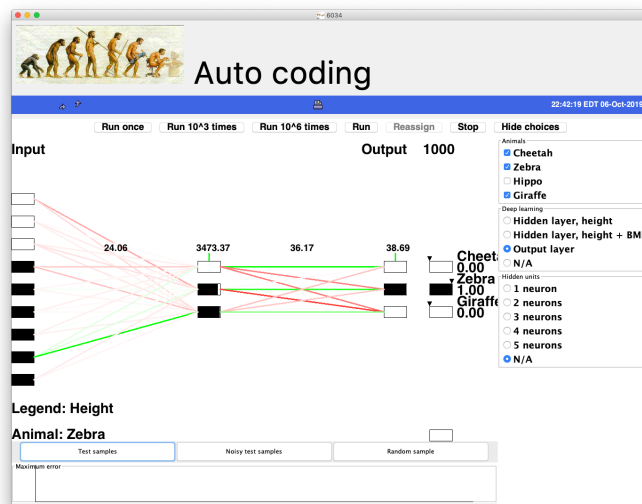 6034
Auto coding
22:42:19 EDT 06-Oct-2019
Run once Run 10^3 times Run 10^6 times Run Reassign Stop Hide choices
Input Output 1000
Animals
Cheetah
Zebra
Hippo
Giraffe
Deep learning
Hidden layer, height
Hidden layer, height + BM
Output layer
N/A
Hidden units
1 neuron
2 neurons
3 neurons
4 neurons
5 neurons
N/A
24.06 3473.37 36.17 38.69
Cheet
0.00
Zebra
1.00
Giraffe
0.00
Legend: Height
Animal: Zebra
Test samples Noisy test samples Random sample
Maximum error